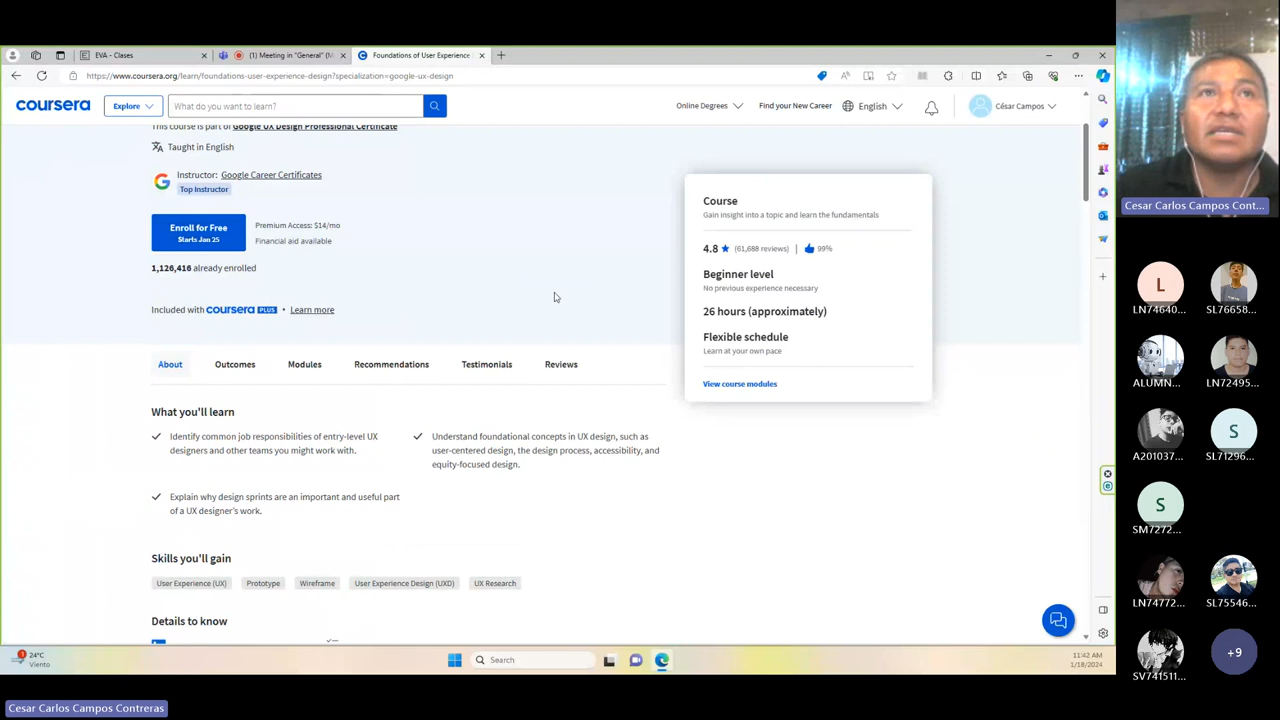 EVA - Clases
(1) Meeting in "General" (M
Foundations of User Experience
https://www.coursera.org/learn/foundations-user-experience-design?specialization=google-ux-design
coursera
Explore
What do you want to learn?
Online Degrees
Find your New Career
English
César Campos
This course is part of Google UX Design Professional Certificate
Taught in English
Instructor: Google Career Certificates
Top Instructor
Enroll for Free
Starts Jan 25
Premium Access: $14/mo
Financial aid available
1,126,416 already enrolled
Included with coursera PLUS • Learn more
Course
Gain insight into a topic and learn the fundamentals
4.8 (61,688 reviews) | 99%
Beginner level
No previous experience necessary
26 hours (approximately)
Flexible schedule
Learn at your own pace
View course modules
About
Outcomes
Modules
Recommendations
Testimonials
Reviews
What you'll learn
Identify common job responsibilities of entry-level UX
designers and other teams you might work with.
Understand foundational concepts in UX design, such as
user-centered design, the design process, accessibility, and
equity-focused design.
Explain why design sprints are an important and useful part
of a UX designer's work.
Skills you'll gain
User Experience (UX)
Prototype
Wireframe
User Experience Design (UXD)
UX Research
Details to know
1
24°C
Viento
Search
11:42 AM
1/18/2024
Cesar Carlos Campos Contreras
Cesar Carlos Campos Cont...
L
LN74640...
SL76658...
ALUMN...
LN72495...
A201037...
S
SL71296...
S
SM7272...
LN74772...
SL75546...
SV741511...
+9